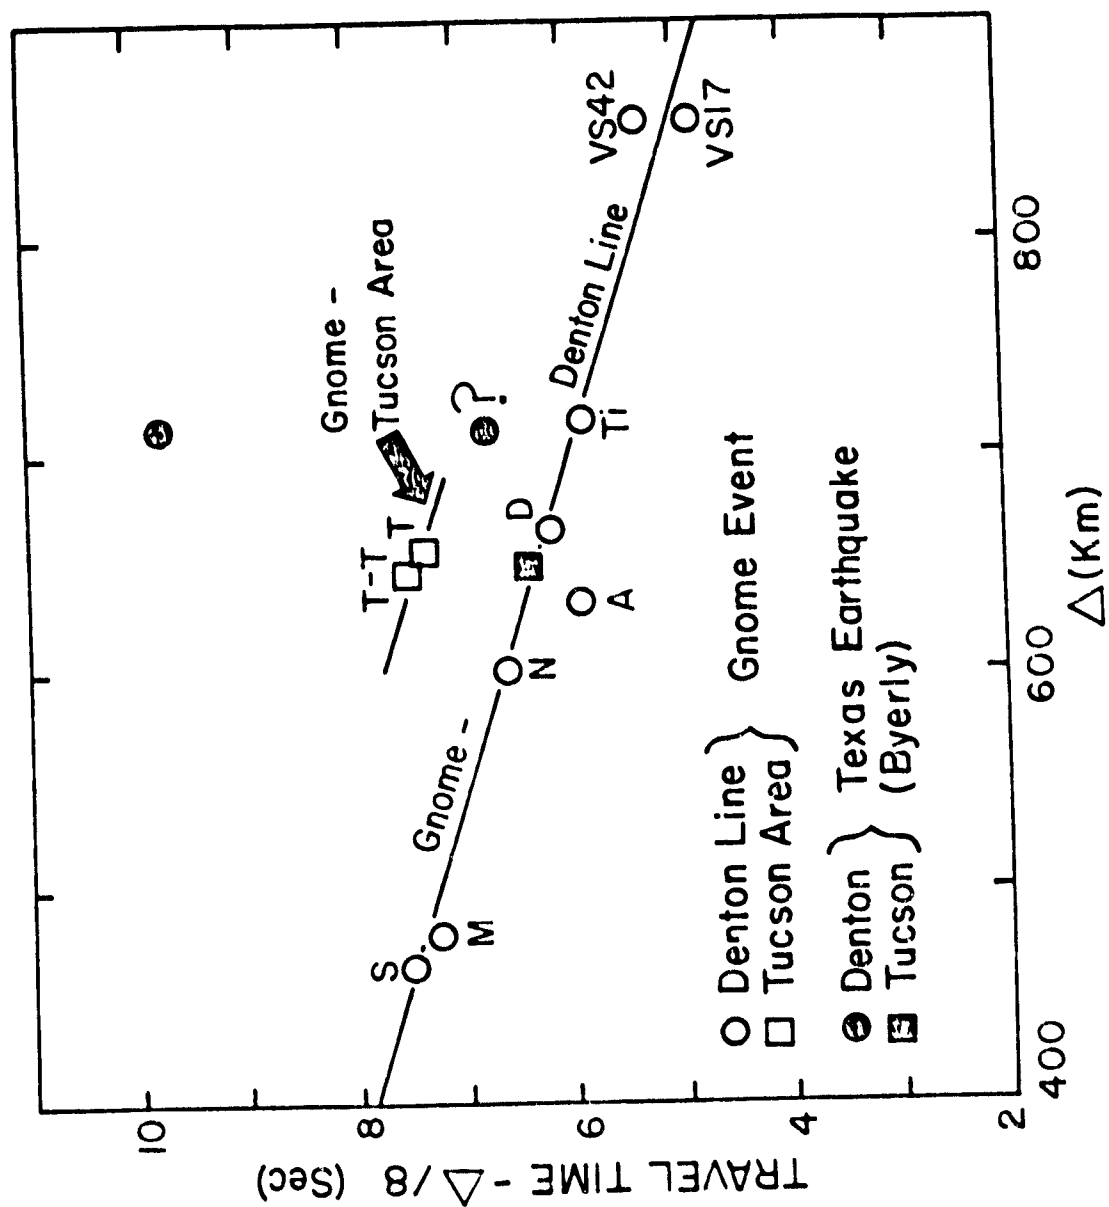 VS42
VS17
Gnome -
Tucson Area
Denton Line
?
T-T
T
D
Ti
A
N
Gnome -
S
M
Denton Line
Tucson Area
} Gnome Event
Denton
Tucson
} Texas Earthquake
(Byerly)
10
8
6
4
2
TRAVEL TIME - △/8 (Sec)
400
600
800
△(Km)